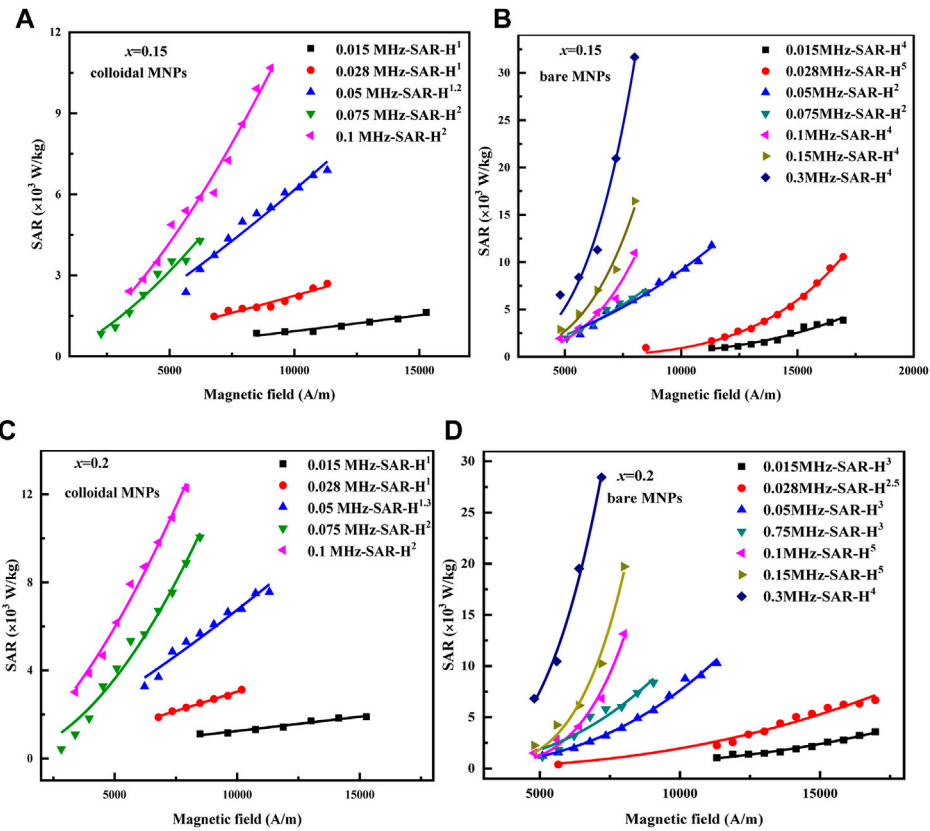 A
x=0.15
colloidal MNPs
0.015 MHz-SAR-H1
0.028 MHz-SAR-H1
0.05 MHz-SAR-H1.2
0.075 MHz-SAR-H2
0.1 MHz-SAR-H2
12
9
6
3
0
SAR (×10³ W/kg)
5000 10000 15000
Magnetic field (A/m)
B
x=0.15
bare MNPs
0.015MHz-SAR-H4
0.028MHz-SAR-H5
0.05MHz-SAR-H2
0.075MHz-SAR-H2
0.1MHz-SAR-H4
0.15MHz-SAR-H4
0.3MHz-SAR-H4
30
25
20
15
10
5
0
SAR (×10³ W/kg)
5000 10000 15000 20000
Magnetic field (A/m)
C
x=0.2
colloidal MNPs
0.015 MHz-SAR-H1
0.028 MHz-SAR-H1
0.05 MHz-SAR-H1.3
0.075 MHz-SAR-H2
0.1 MHz-SAR-H2
12
8
4
0
SAR (×10³ W/kg)
5000 10000 15000
Magnetic field (A/m)
D
x=0.2
bare MNPs
0.015MHz-SAR-H3
0.028MHz-SAR-H2.5
0.05MHz-SAR-H3
0.75MHz-SAR-H3
0.1MHz-SAR-H5
0.15MHz-SAR-H5
0.3MHz-SAR-H4
30
25
20
15
10
5
0
SAR (×10³ W/kg)
5000 10000 15000
Magnetic field (A/m)